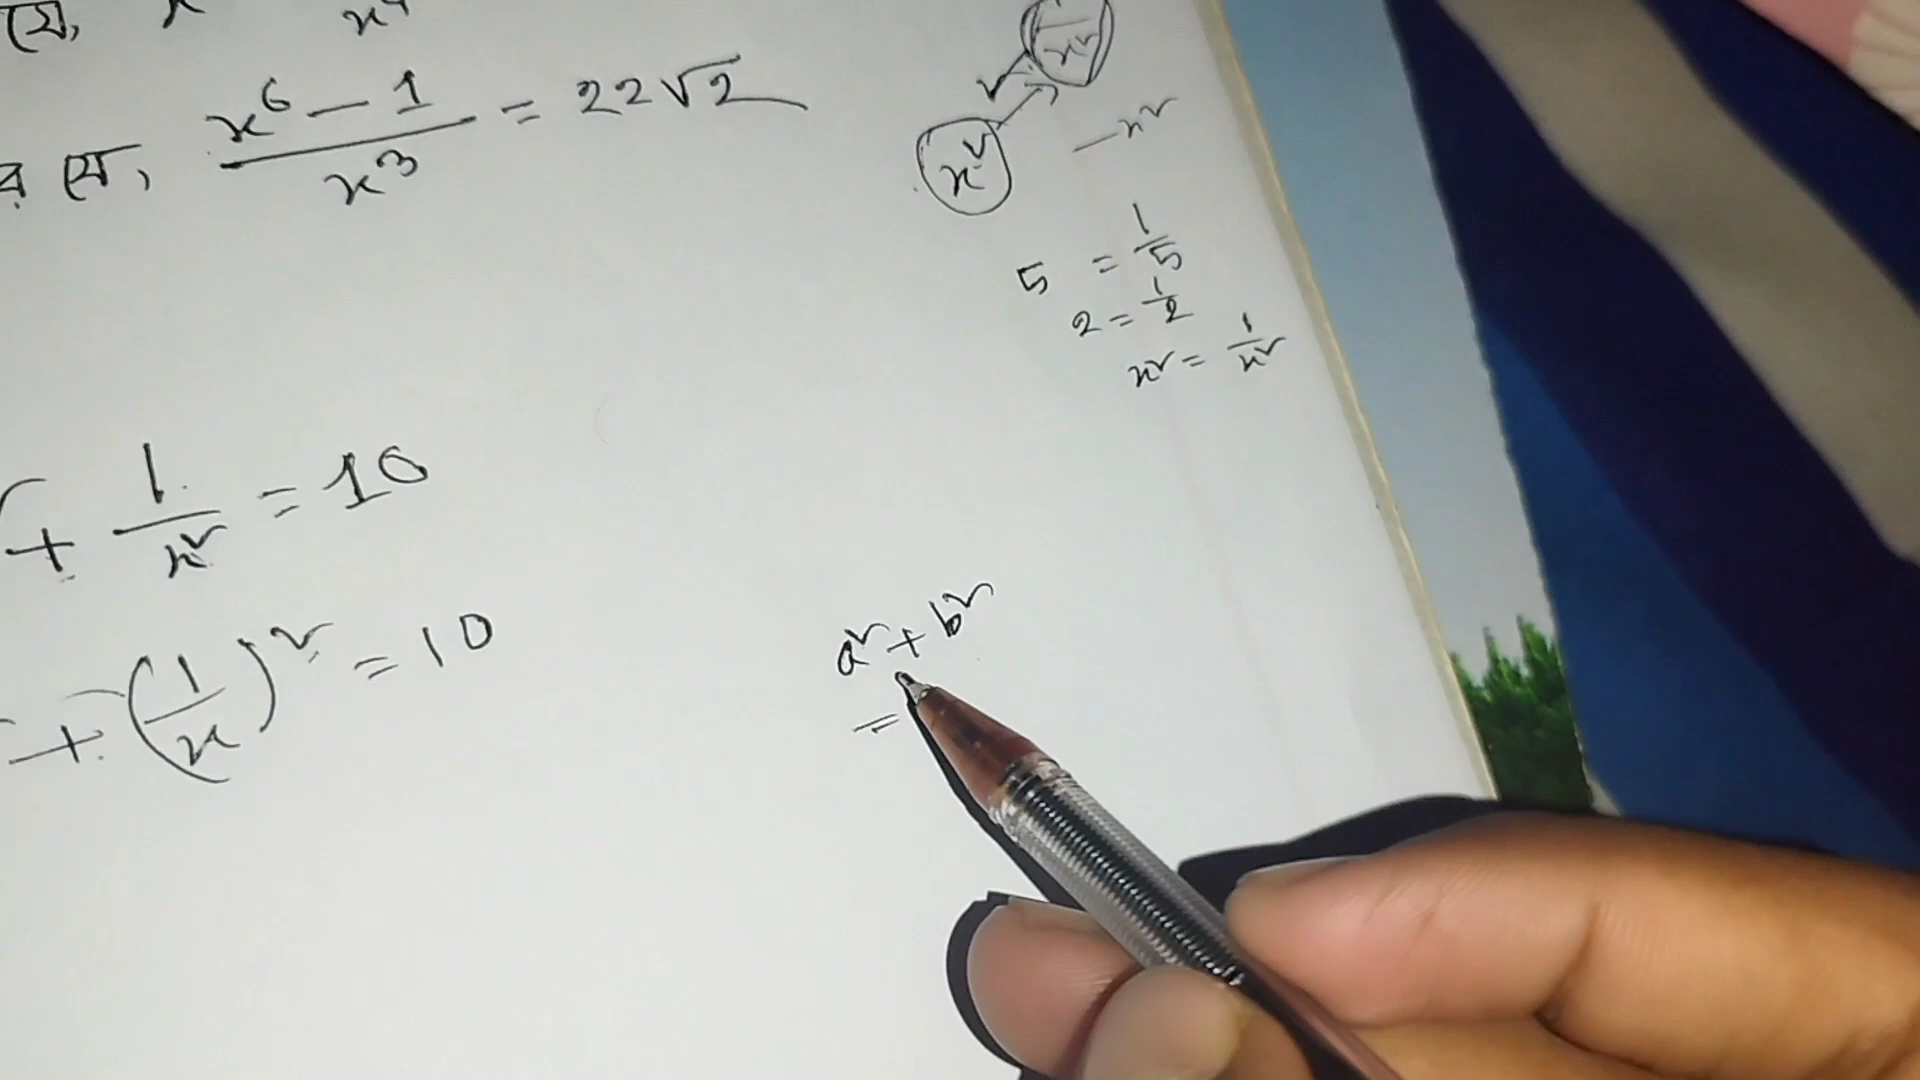 যে,
x⁴
র যে, x⁶ — 1 / x³ = 22√2
x²
x²
— x²
5 = 1/5
2 = 1/2
x² = 1/x²
+ 1/x² = 10
+ (1/x)² = 10
a² + b²
=